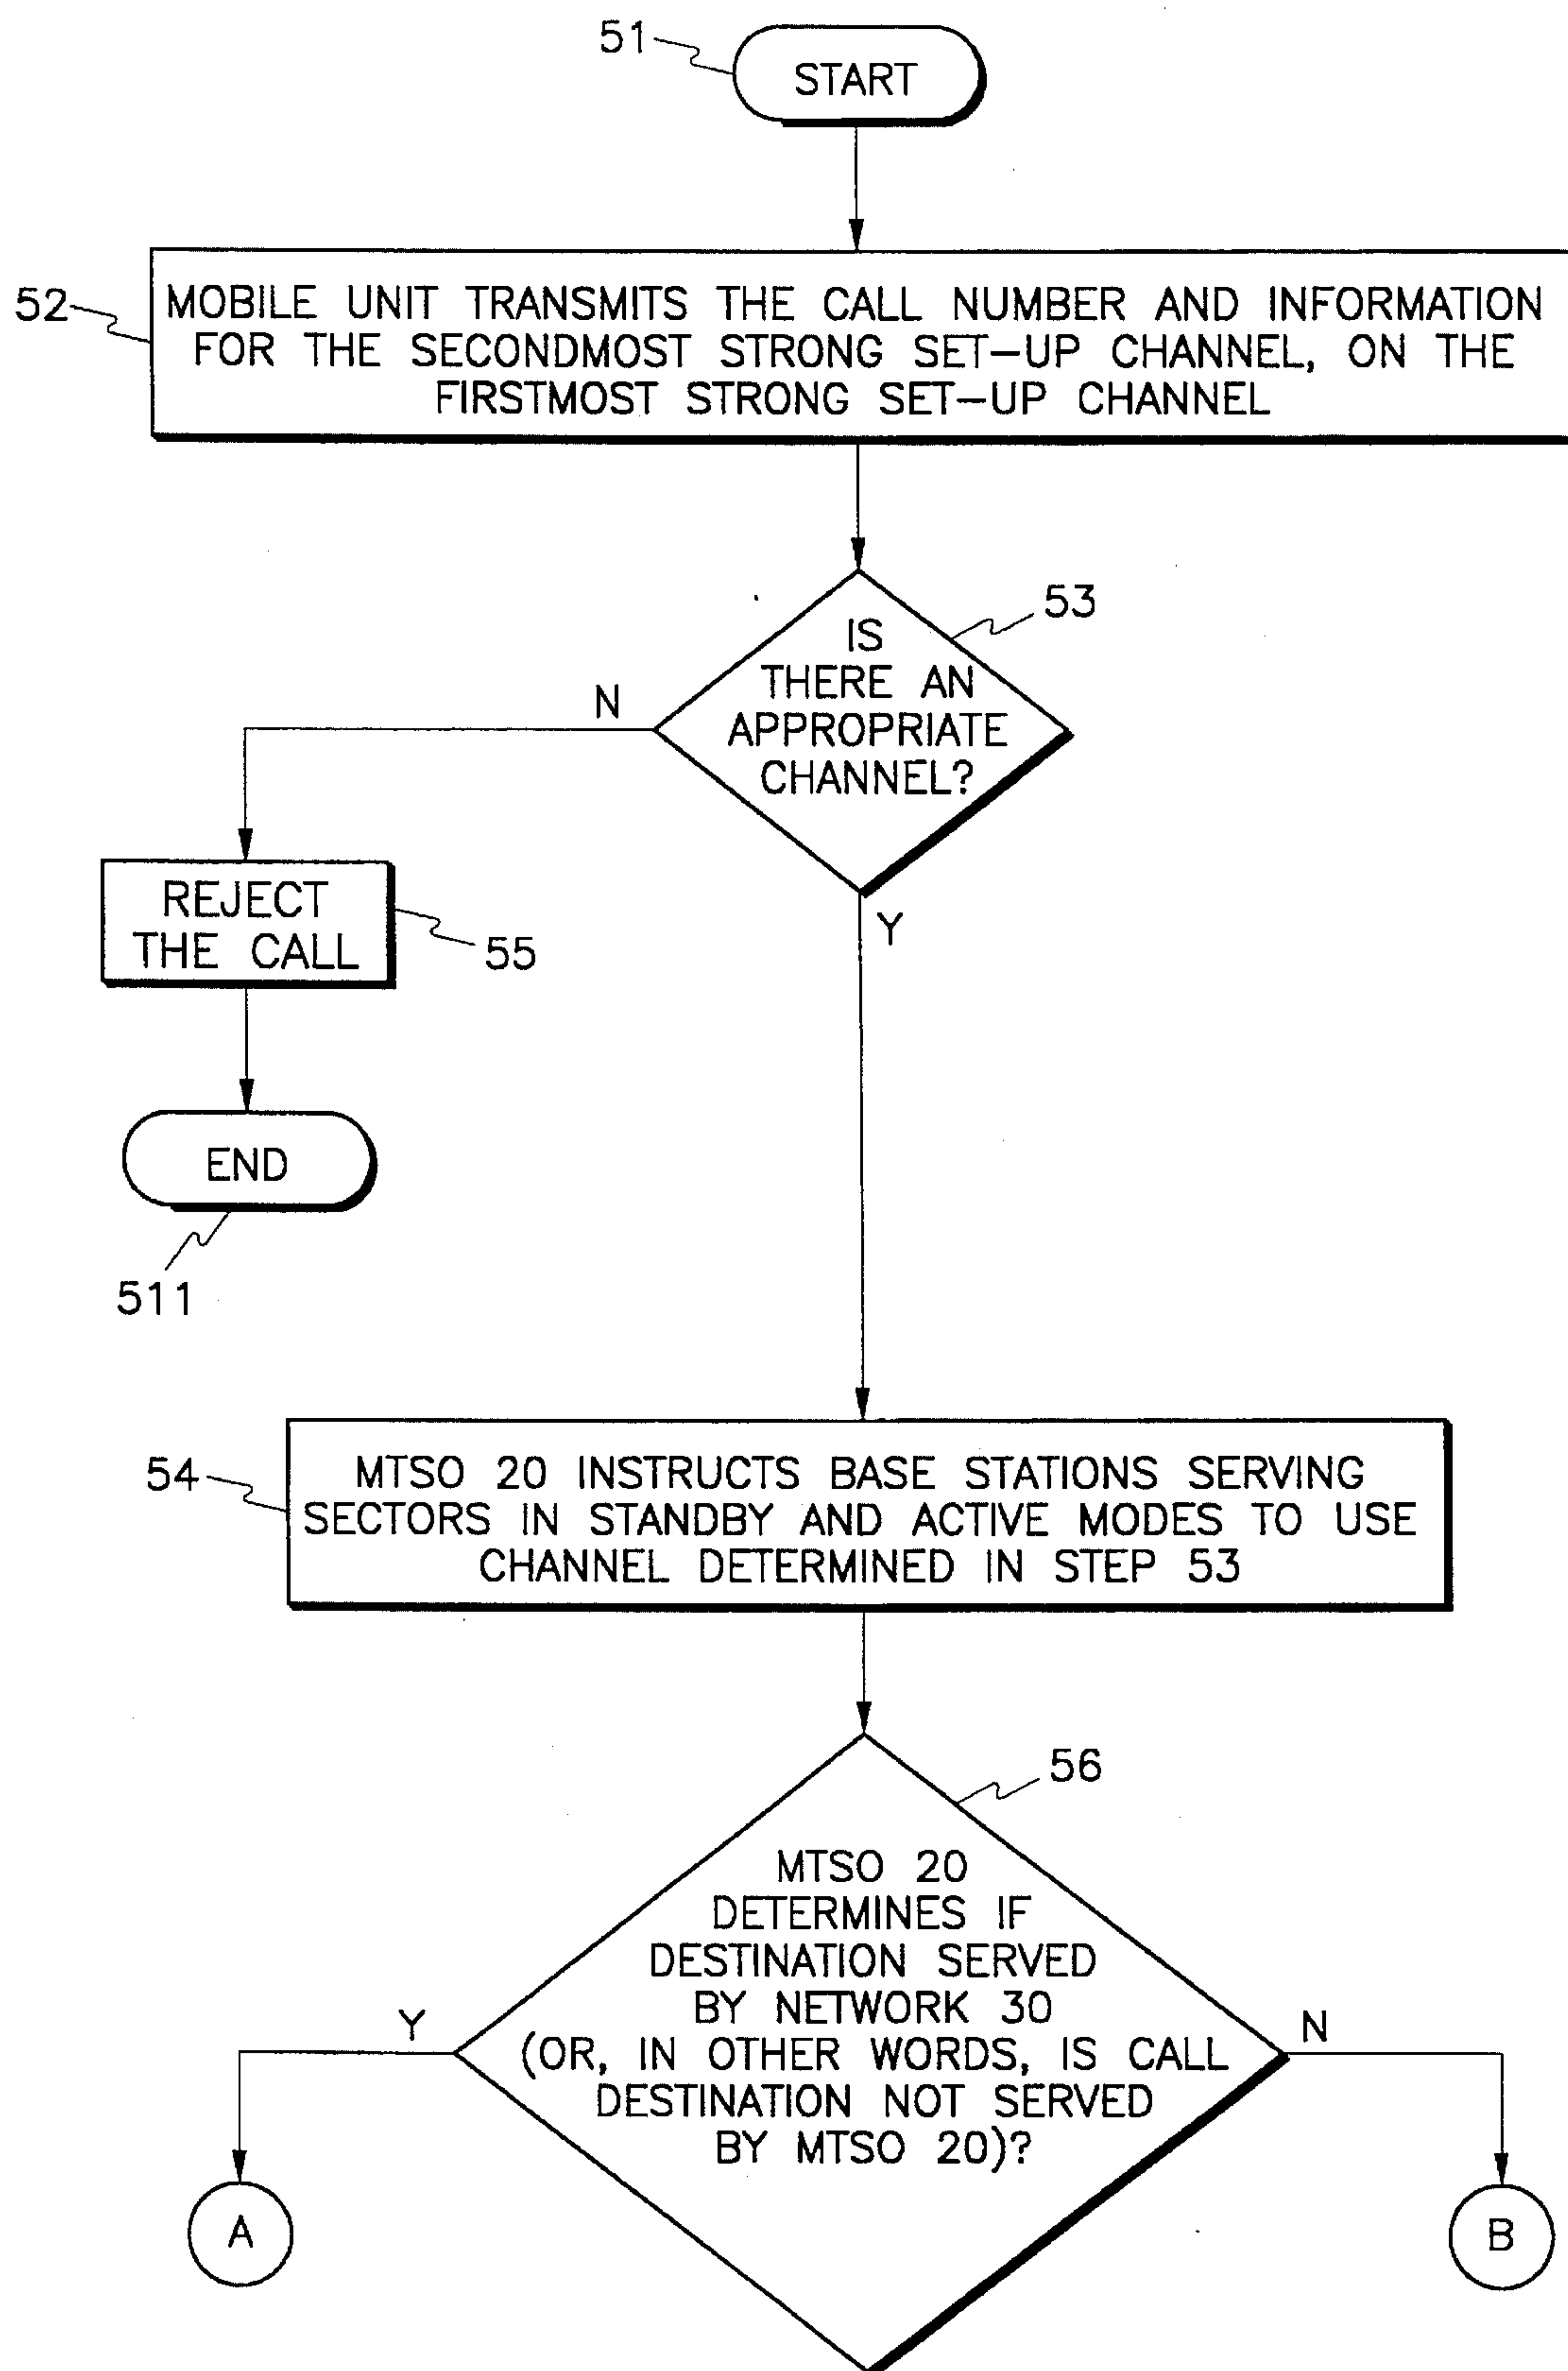 51
START
52
MOBILE UNIT TRANSMITS THE CALL NUMBER AND INFORMATION
FOR THE SECONDMOST STRONG SET-UP CHANNEL, ON THE
FIRSTMOST STRONG SET-UP CHANNEL
53
IS
THERE AN
APPROPRIATE
CHANNEL?
N
Y
REJECT
THE CALL
55
END
511
54
MTSO 20 INSTRUCTS BASE STATIONS SERVING
SECTORS IN STANDBY AND ACTIVE MODES TO USE
CHANNEL DETERMINED IN STEP 53
56
MTSO 20
DETERMINES IF
DESTINATION SERVED
BY NETWORK 30
(OR, IN OTHER WORDS, IS CALL
DESTINATION NOT SERVED
BY MTSO 20)?
Y
N
A
B